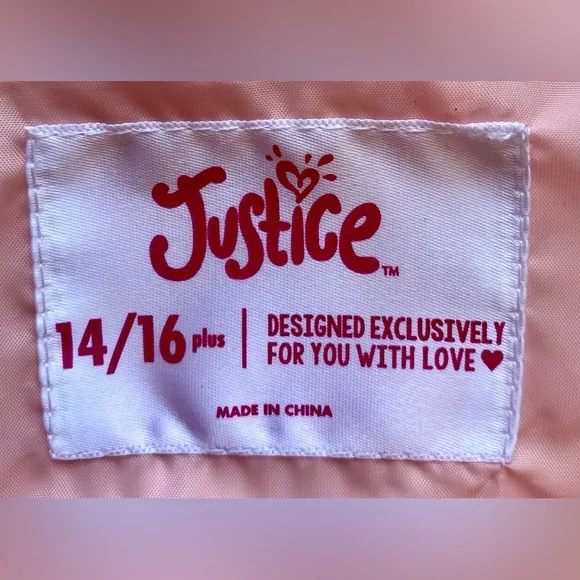 Justice™
14/16 plus | DESIGNED EXCLUSIVELY
FOR YOU WITH LOVE ♥
MADE IN CHINA